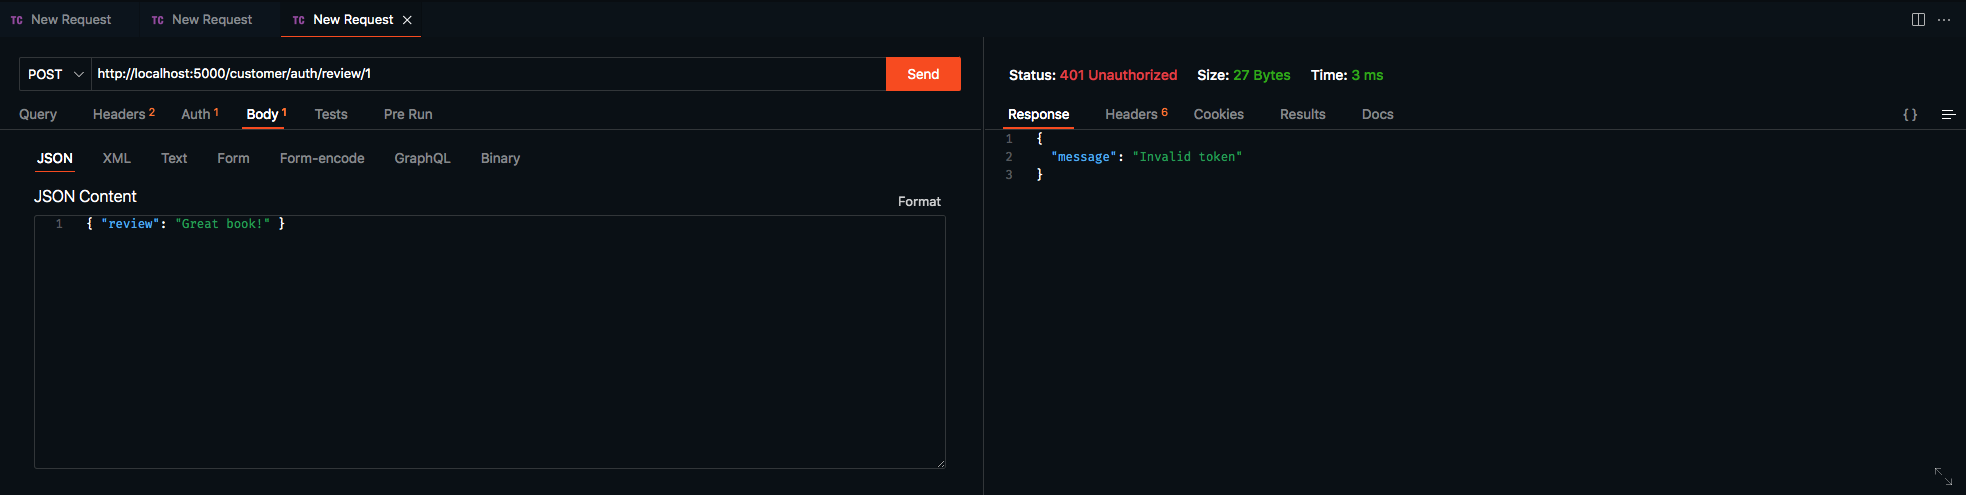 TC New Request TC New Request TC New Request
POST http://localhost:5000/customer/auth/review/1 Send
Query Headers 2 Auth 1 Body 1 Tests Pre Run
JSON XML Text Form Form-encode GraphQL Binary
JSON Content
Format
1 { "review": "Great book!" }
Status: 401 Unauthorized Size: 27 Bytes Time: 3 ms
Response Headers 6 Cookies Results Docs { }
1 {
2 "message": "Invalid token"
3 }